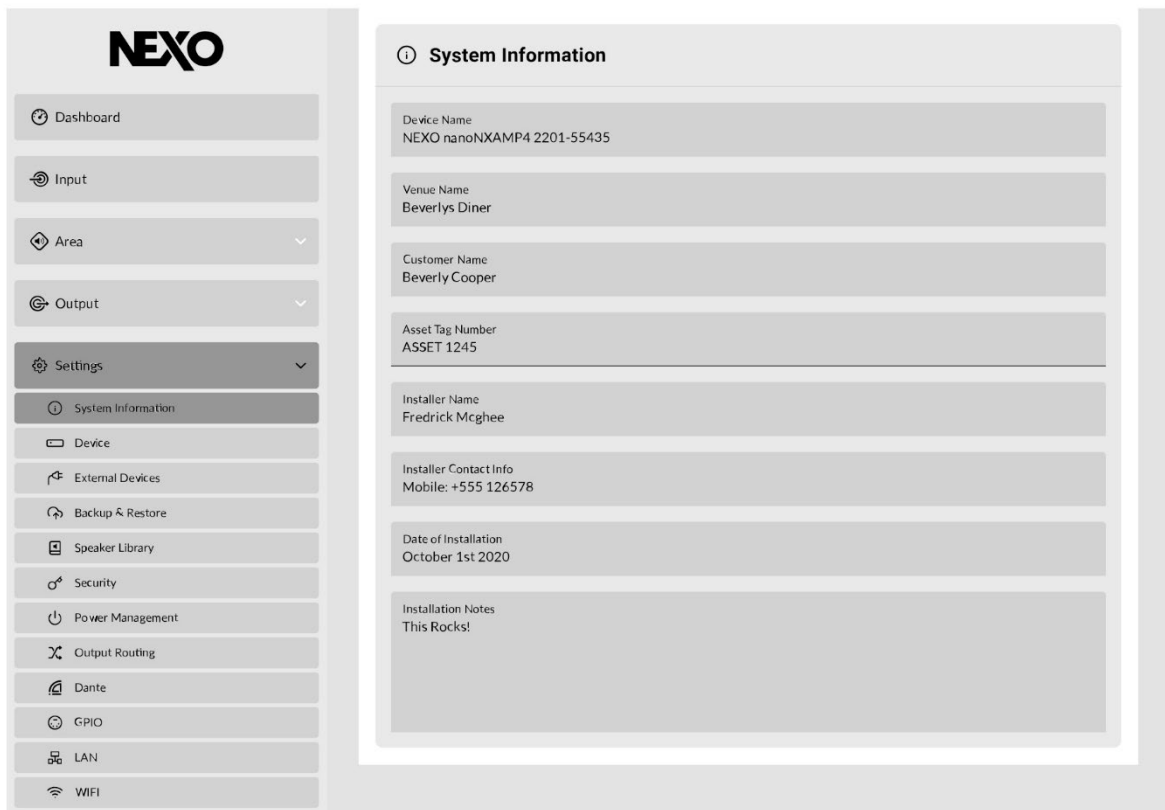 NEXO
Dashboard
Input
Area
Output
Settings
System Information
Device
External Devices
Backup & Restore
Speaker Library
Security
Power Management
Output Routing
Dante
GPIO
LAN
WIFI
System Information
Device Name
NEXO nanoNXAMP4 2201-55435
Venue Name
Beverlys Diner
Customer Name
Beverly Cooper
Asset Tag Number
ASSET 1245
Installer Name
Fredrick Mcghee
Installer Contact Info
Mobile: +555 126578
Date of Installation
October 1st 2020
Installation Notes
This Rocks!